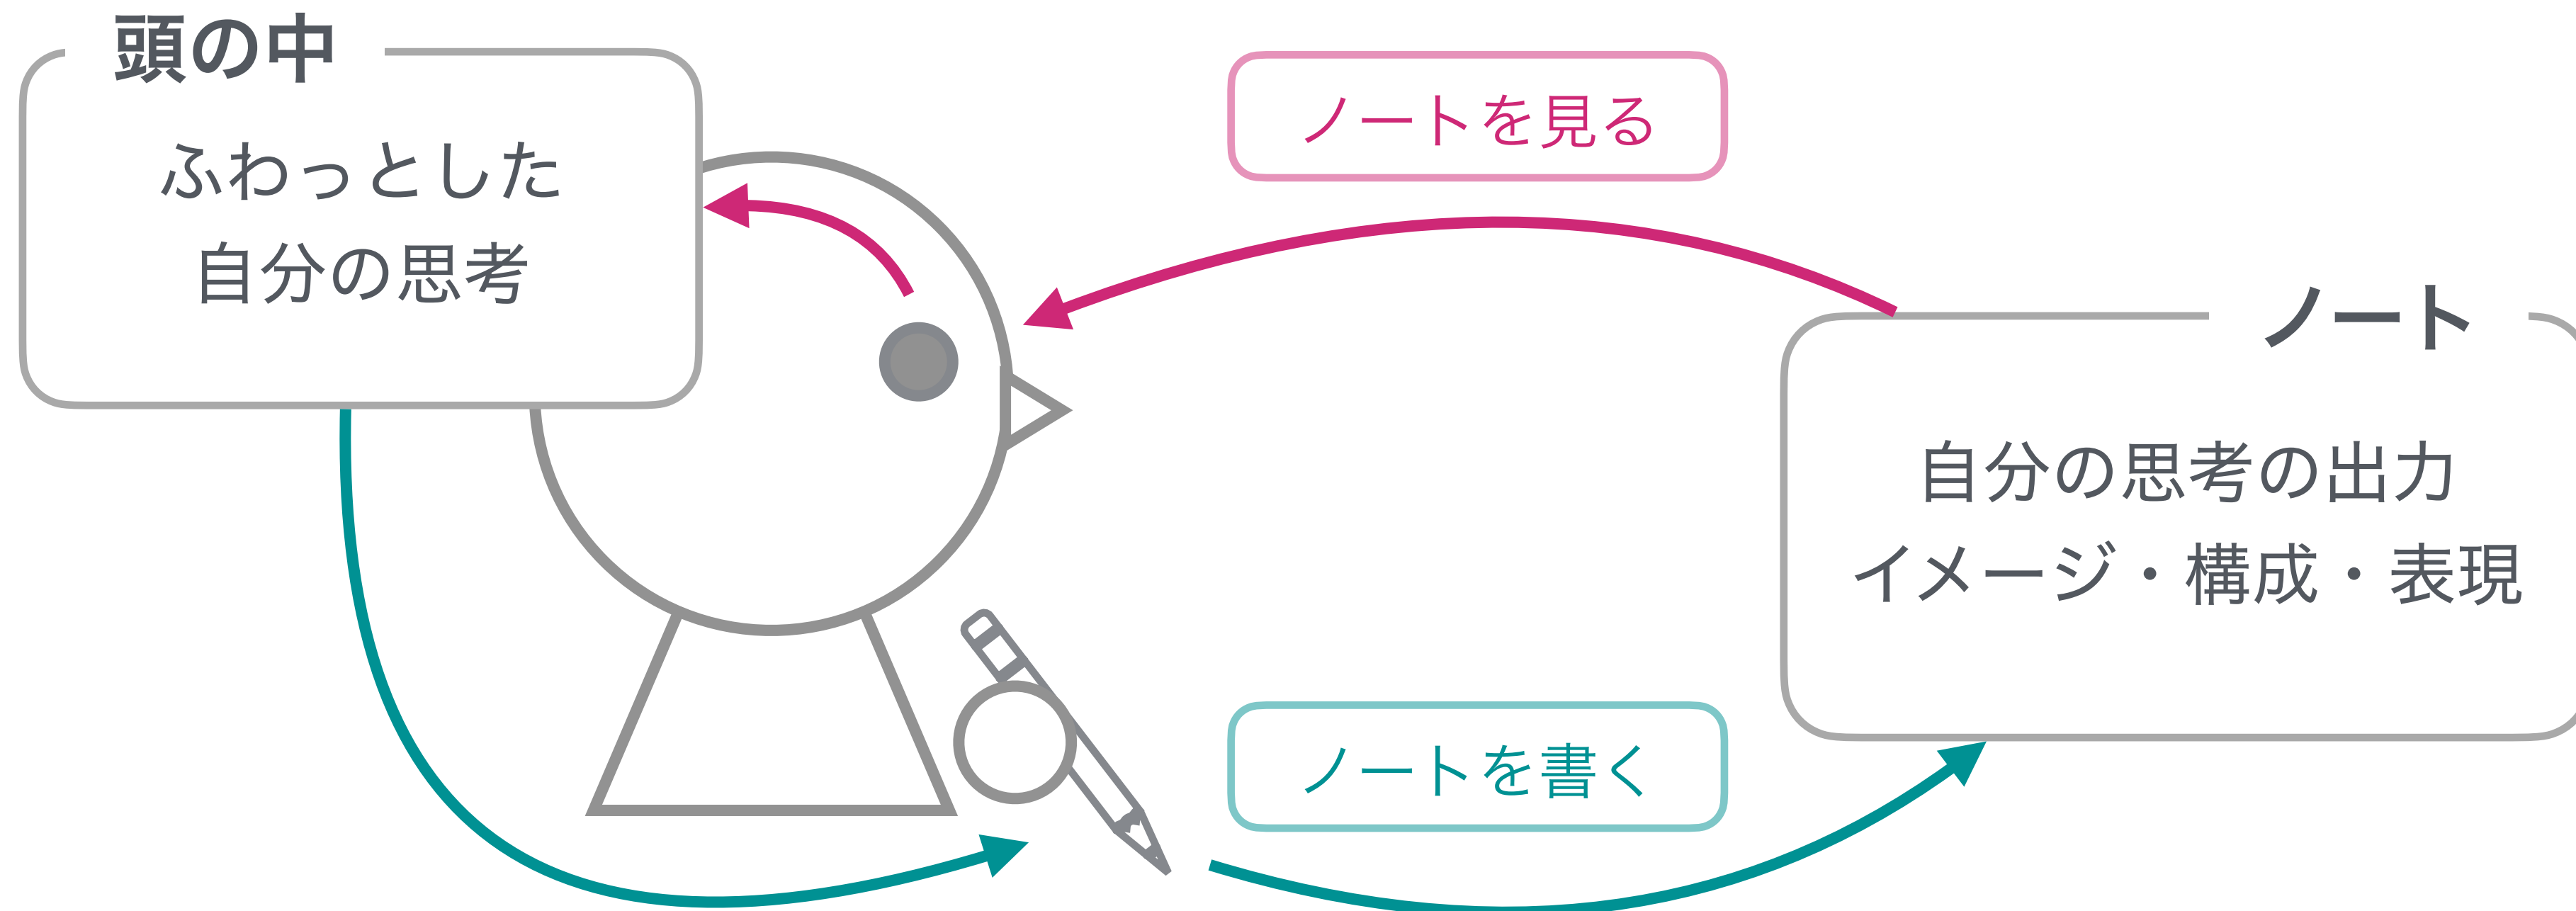 頭の中
ふわっとした
自分の思考
ノートを見る
ノート
自分の思考の出力
イメージ・構成・表現
ノートを書く